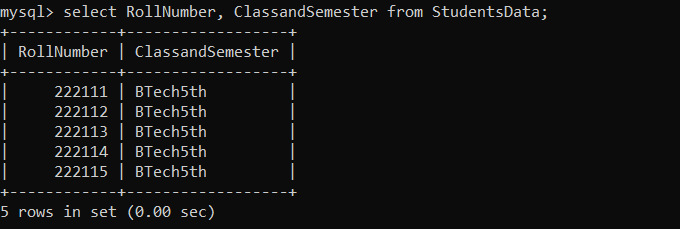 mysql> select RollNumber, ClassandSemester from StudentsData;
+------------+------------------+
| RollNumber | ClassandSemester |
+------------+------------------+
|     222111 | BTech5th         |
|     222112 | BTech5th         |
|     222113 | BTech5th         |
|     222114 | BTech5th         |
|     222115 | BTech5th         |
+------------+------------------+
5 rows in set (0.00 sec)